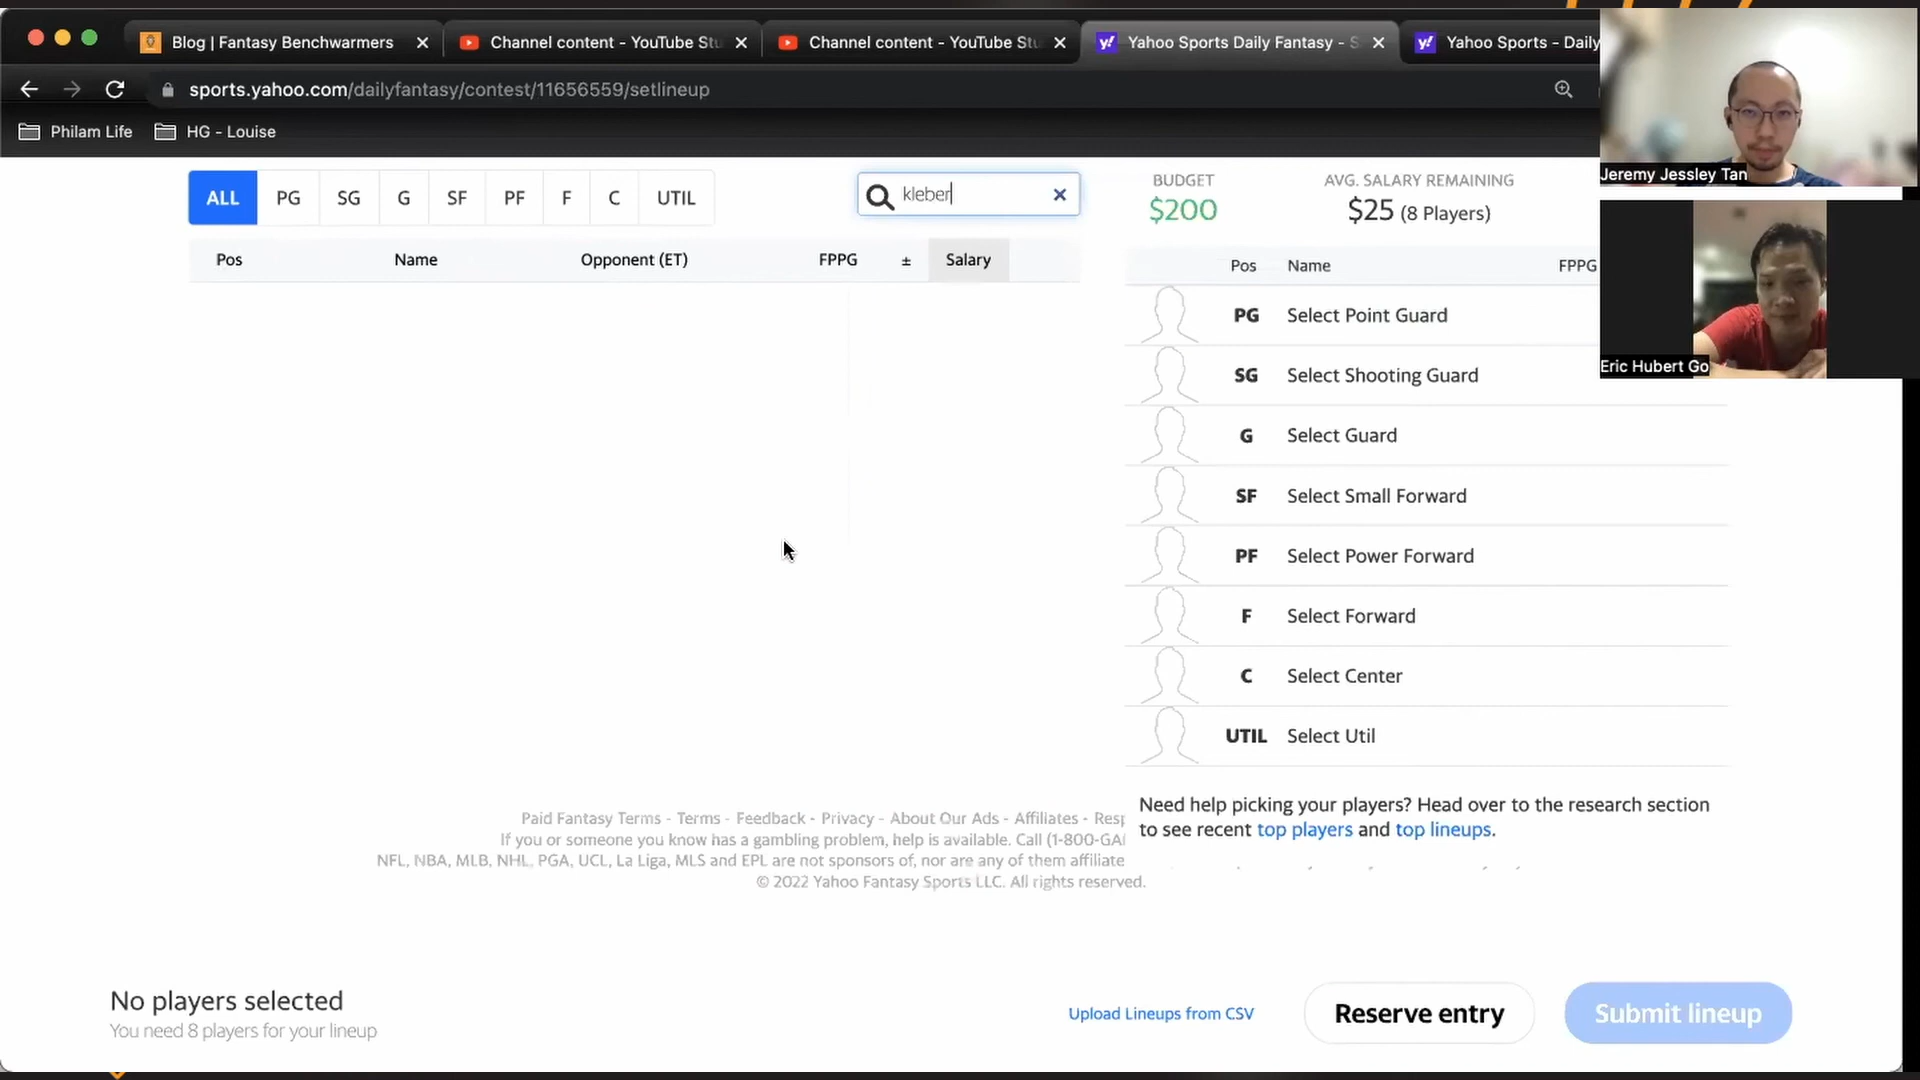 Blog | Fantasy Benchwarmers
Channel content - YouTube Stu
Channel content - YouTube Stu
Yahoo Sports Daily Fantasy - S
Yahoo Sports - Daily
sports.yahoo.com/dailyfantasy/contest/11656559/setlineup
Philam Life
HG - Louise
Jeremy Jessley Tan
Eric Hubert Go
ALL PG SG G SF PF F C UTIL
kleber
BUDGET
$200
AVG. SALARY REMAINING
$25 (8 Players)
Pos Name Opponent (ET) FPPG ± Salary
Pos Name FPPG
PG Select Point Guard
SG Select Shooting Guard
G Select Guard
SF Select Small Forward
PF Select Power Forward
F Select Forward
C Select Center
UTIL Select Util
Need help picking your players? Head over to the research section
to see recent top players and top lineups.
Paid Fantasy Terms - Terms - Feedback - Privacy - About Our Ads - Affiliates - Resp
If you or someone you know has a gambling problem, help is available. Call (1-800-GA
NFL, NBA, MLB, NHL, PGA, UCL, La Liga, MLS and EPL are not sponsors of, nor are any of them affiliate
© 2022 Yahoo Fantasy Sports LLC. All rights reserved.
No players selected
You need 8 players for your lineup
Upload Lineups from CSV
Reserve entry
Submit lineup